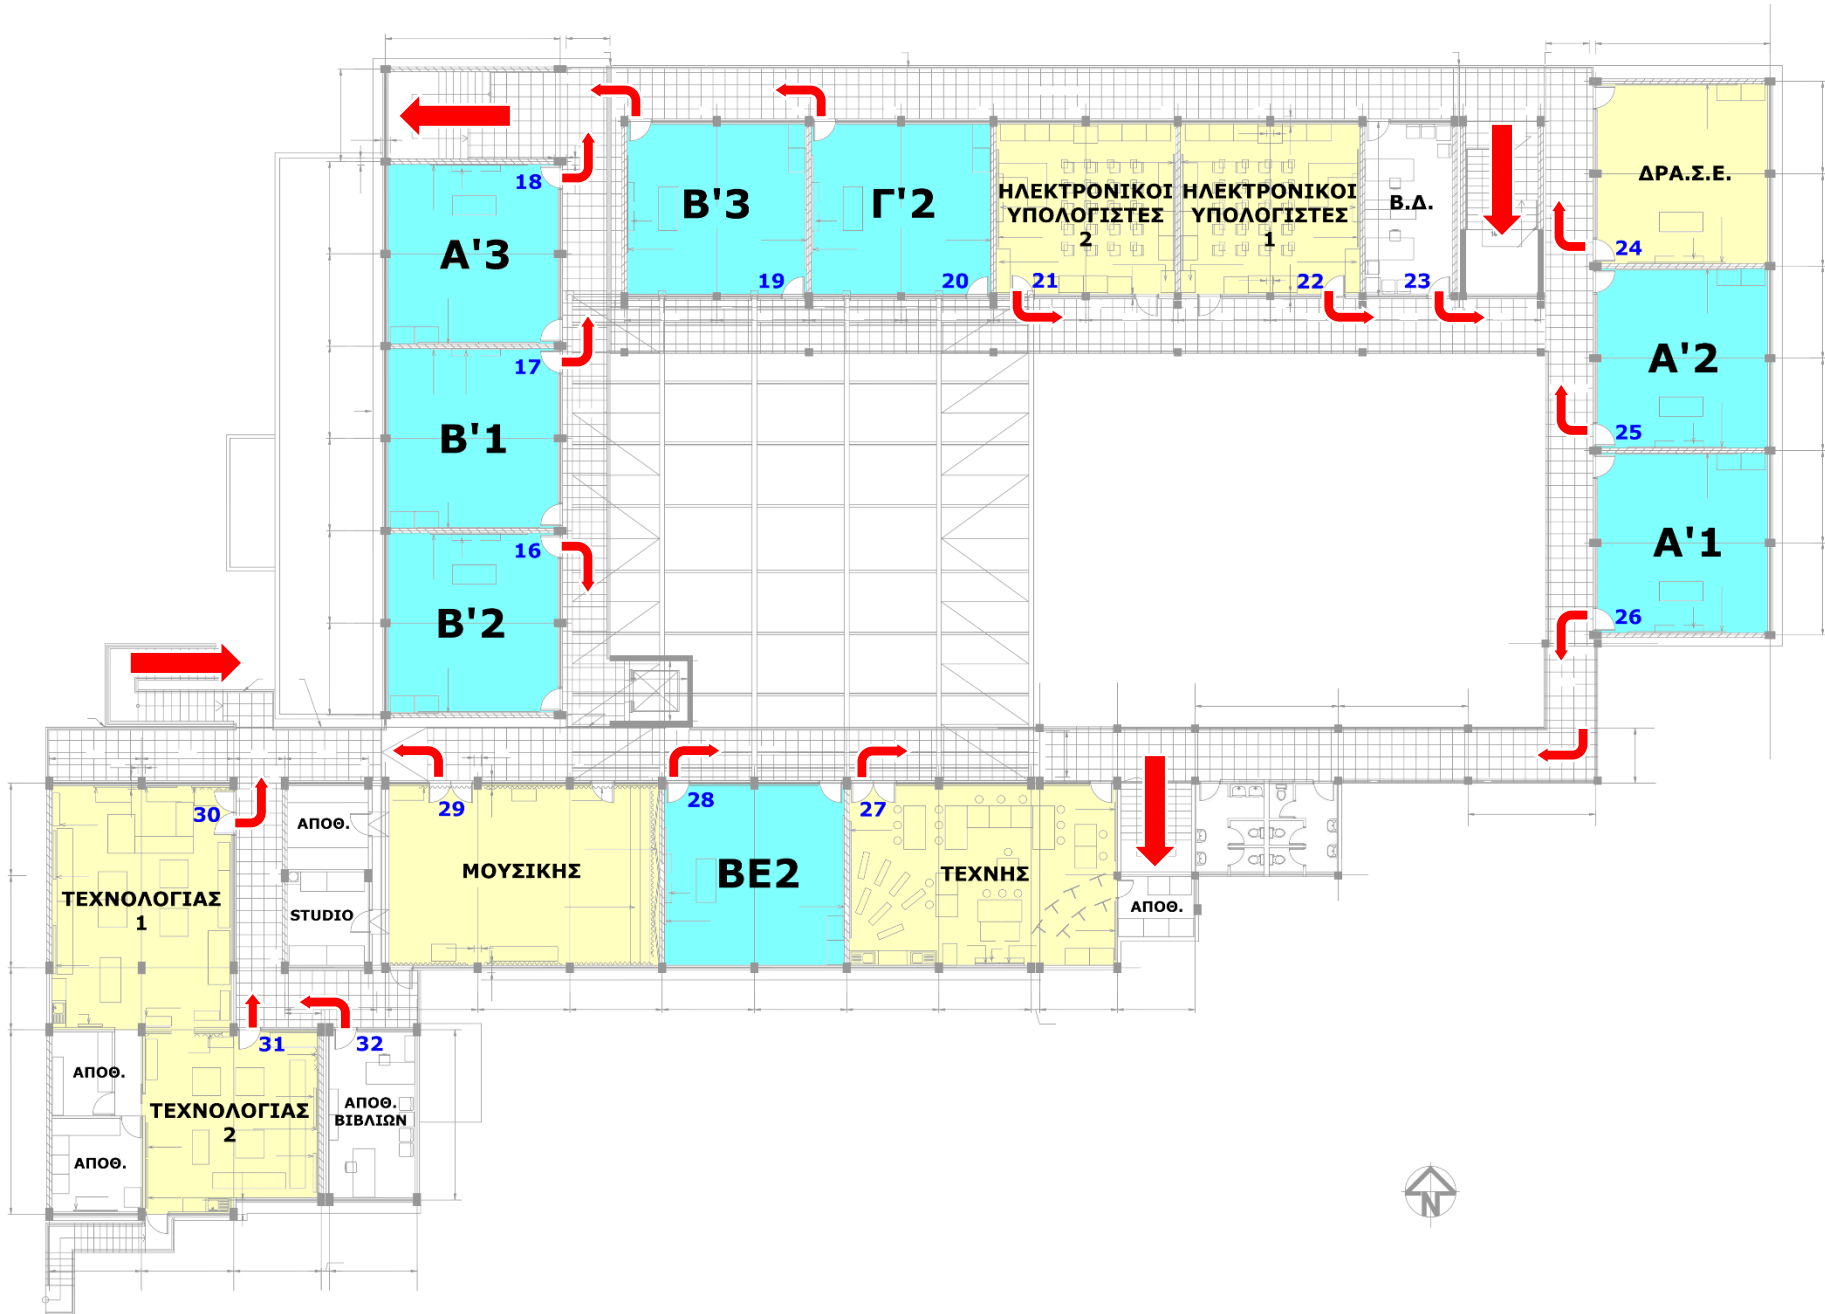 ΔΡΑ.Σ.Ε.
24
18
Α'3
Β'3
19
Γ'2
20
ΗΛΕΚΤΡΟΝΙΚΟΙ
ΥΠΟΛΟΓΙΣΤΕΣ
2
21
ΗΛΕΚΤΡΟΝΙΚΟΙ
ΥΠΟΛΟΓΙΣΤΕΣ
1
22
Β.Δ.
23
17
Β'1
Α'2
25
16
Β'2
Α'1
26
30
ΤΕΧΝΟΛΟΓΙΑΣ
1
ΑΠΟΘ.
STUDIO
29
ΜΟΥΣΙΚΗΣ
28
ΒΕ2
27
ΤΕΧΝΗΣ
ΑΠΟΘ.
31
32
ΑΠΟΘ.
ΤΕΧΝΟΛΟΓΙΑΣ
2
ΑΠΟΘ.
ΒΙΒΛΙΩΝ
ΑΠΟΘ.
N